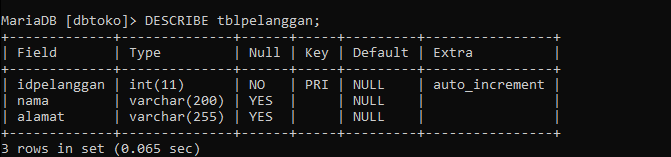 MariaDB [dbtoko]> DESCRIBE tblpelanggan;
+-------------+--------------+------+-----+---------+----------------+
| Field       | Type         | Null | Key | Default | Extra          |
+-------------+--------------+------+-----+---------+----------------+
| idpelanggan | int(11)      | NO   | PRI | NULL    | auto_increment |
| nama        | varchar(200) | YES  |     | NULL    |                |
| alamat      | varchar(255) | YES  |     | NULL    |                |
+-------------+--------------+------+-----+---------+----------------+
3 rows in set (0.065 sec)